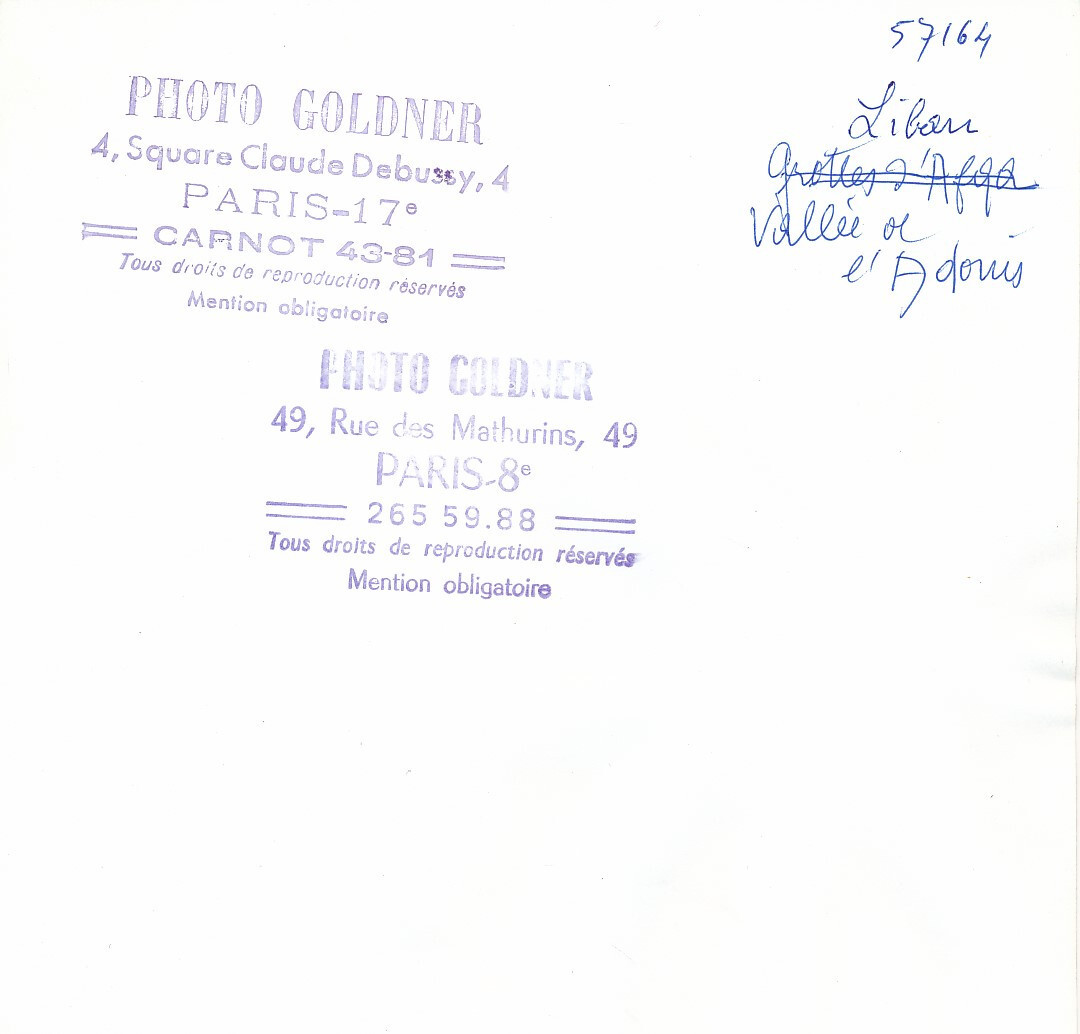 57164
Liban
Grottes d'Afqa
Vallée de
l'Adonis
PHOTO GOLDNER
4, Square Claude Debussy, 4
PARIS-17e
CARNOT 43-81
Tous droits de reproduction réservés
Mention obligatoire
PHOTO GOLDNER
49, Rue des Mathurins, 49
PARIS-8e
265 59.88
Tous droits de reproduction réservés
Mention obligatoire